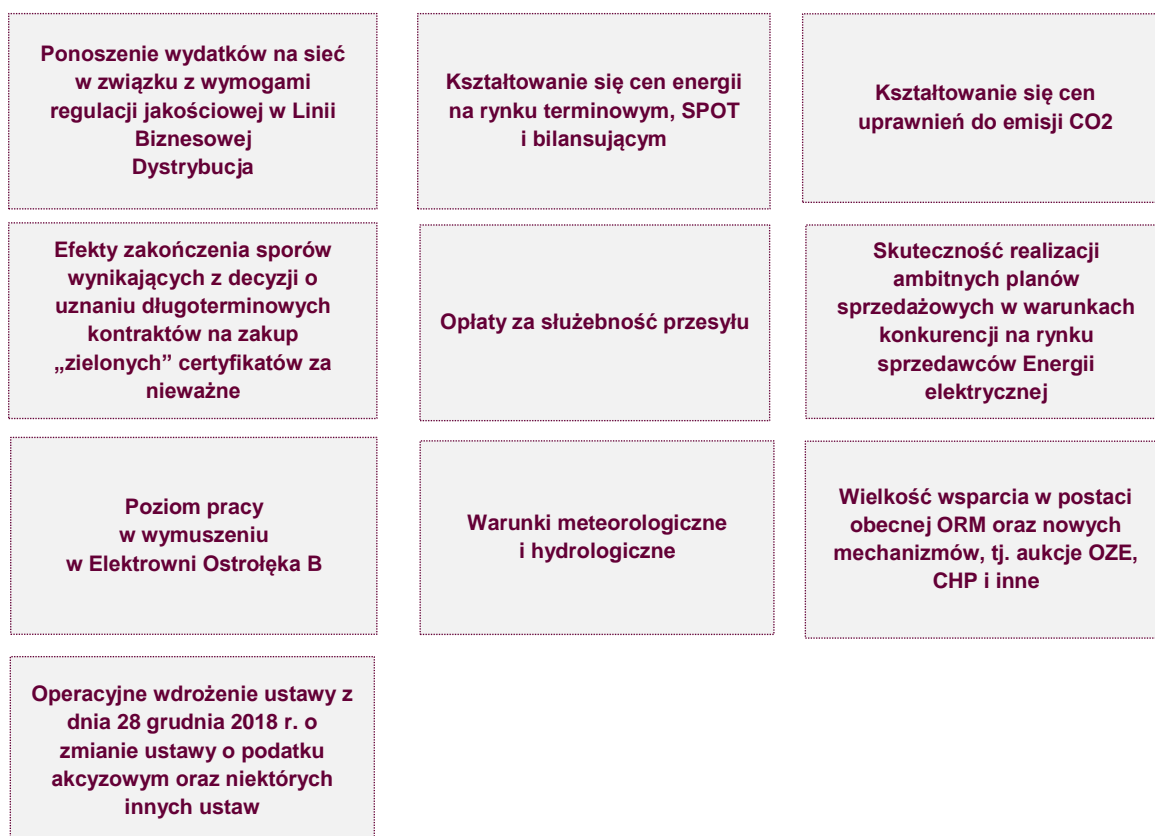 Ponoszenie wydatków na sieć
w związku z wymogami
regulacji jakościowej w Linii
Biznesowej
Dystrybucja
Kształtowanie się cen energii
na rynku terminowym, SPOT
i bilansującym
Kształtowanie się cen
uprawnień do emisji CO2
Efekty zakończenia sporów
wynikających z decyzji o
uznaniu długoterminowych
kontraktów na zakup
„zielonych” certyfikatów za
nieważne
Opłaty za służebność przesyłu
Skuteczność realizacji
ambitnych planów
sprzedażowych w warunkach
konkurencji na rynku
sprzedawców Energii
elektrycznej
Poziom pracy
w wymuszeniu
w Elektrowni Ostrołęka B
Warunki meteorologiczne
i hydrologiczne
Wielkość wsparcia w postaci
obecnej ORM oraz nowych
mechanizmów, tj. aukcje OZE,
CHP i inne
Operacyjne wdrożenie ustawy z
dnia 28 grudnia 2018 r. o
zmianie ustawy o podatku
akcyzowym oraz niektórych
innych ustaw